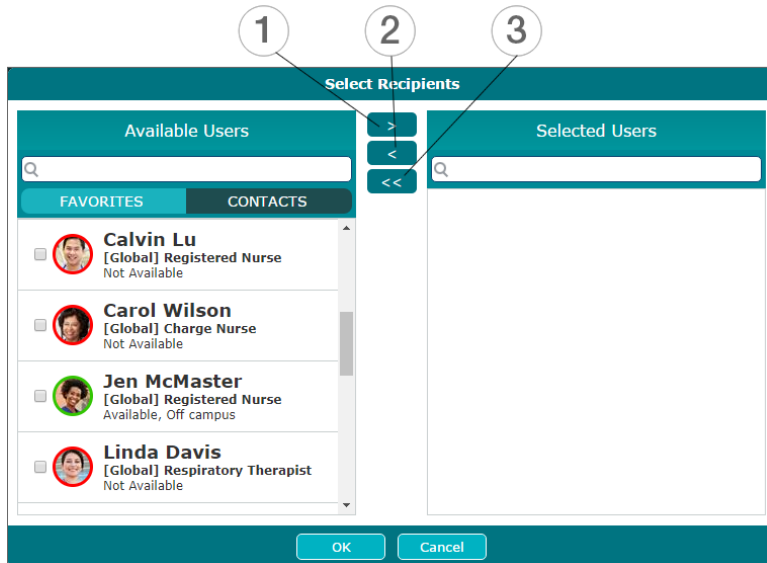 1 2 3
Select Recipients
Available Users
>
<
<<
Selected Users
FAVORITES CONTACTS
Calvin Lu
[Global] Registered Nurse
Not Available
Carol Wilson
[Global] Charge Nurse
Not Available
Jen McMaster
[Global] Registered Nurse
Available, Off campus
Linda Davis
[Global] Respiratory Therapist
Not Available
OK Cancel